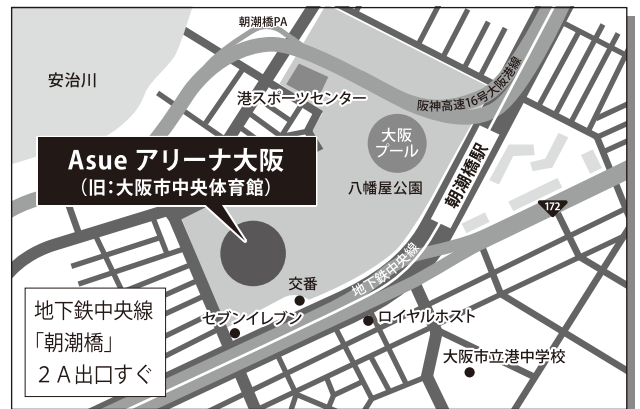 朝潮橋PA
安治川
阪神高速16号大阪港線
港スポーツセンター
大阪
プール
Asue アリーナ大阪
（旧：大阪市中央体育館）
八幡屋公園
朝潮橋駅
172
地下鉄中央線
交番
セブンイレブン
ロイヤルホスト
大阪市立港中学校
地下鉄中央線
「朝潮橋」
２Ａ出口すぐ